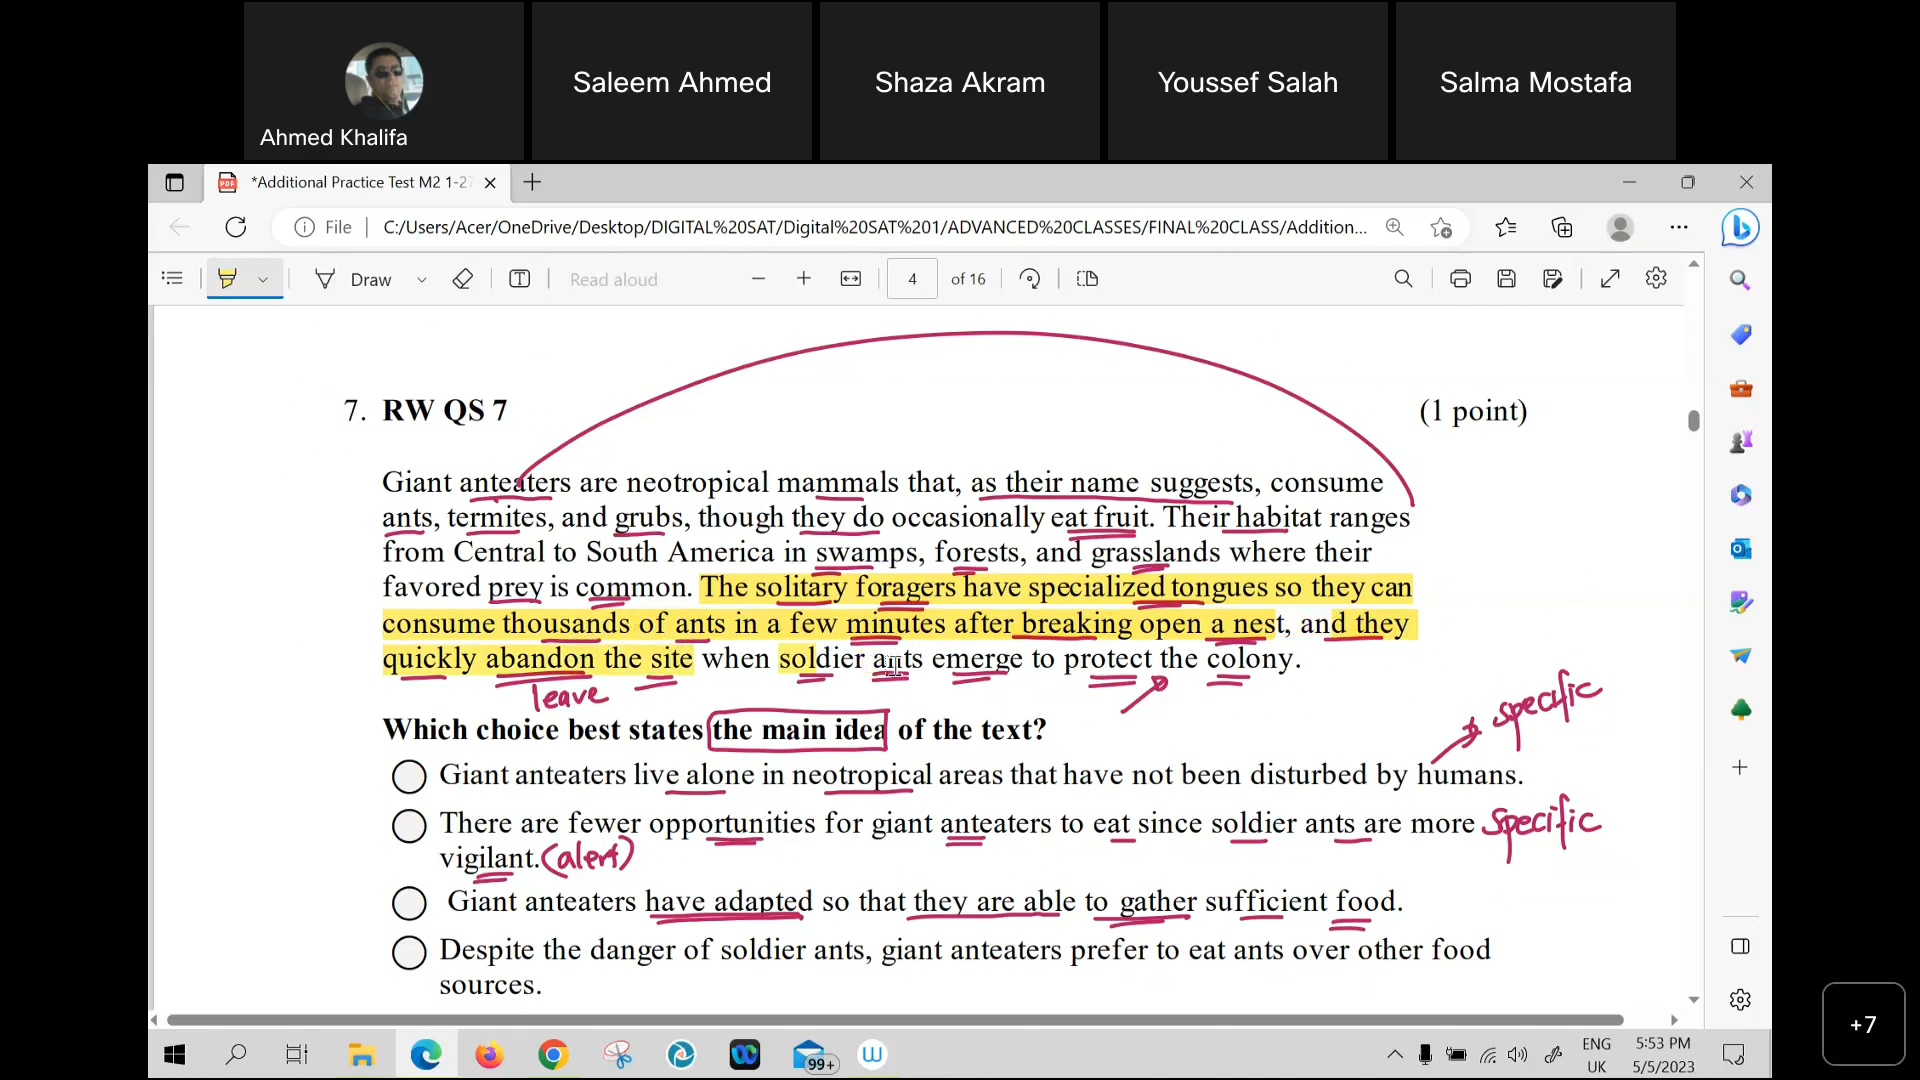 Saleem Ahmed
Shaza Akram
Youssef Salah
Salma Mostafa
Ahmed Khalifa
*Additional Practice Test M2 1-27
File
C:/Users/Acer/OneDrive/Desktop/DIGITAL%20SAT/Digital%20SAT%201/ADVANCED%20CLASSES/FINAL%20CLASS/Addition...
Draw
Read aloud
4 of 16
7. RW QS 7 (1 point)
Giant anteaters are neotropical mammals that, as their name suggests, consume
ants, termites, and grubs, though they do occasionally eat fruit. Their habitat ranges
from Central to South America in swamps, forests, and grasslands where their
favored prey is common. The solitary foragers have specialized tongues so they can
consume thousands of ants in a few minutes after breaking open a nest, and they
quickly abandon the site when soldier ants emerge to protect the colony.
leave
specific
Which choice best states the main idea of the text?
Giant anteaters live alone in neotropical areas that have not been disturbed by humans.
There are fewer opportunities for giant anteaters to eat since soldier ants are more specific
vigilant. (alert)
Giant anteaters have adapted so that they are able to gather sufficient food.
Despite the danger of soldier ants, giant anteaters prefer to eat ants over other food
sources.
+7
99+
ENG
UK
5:53 PM
5/5/2023